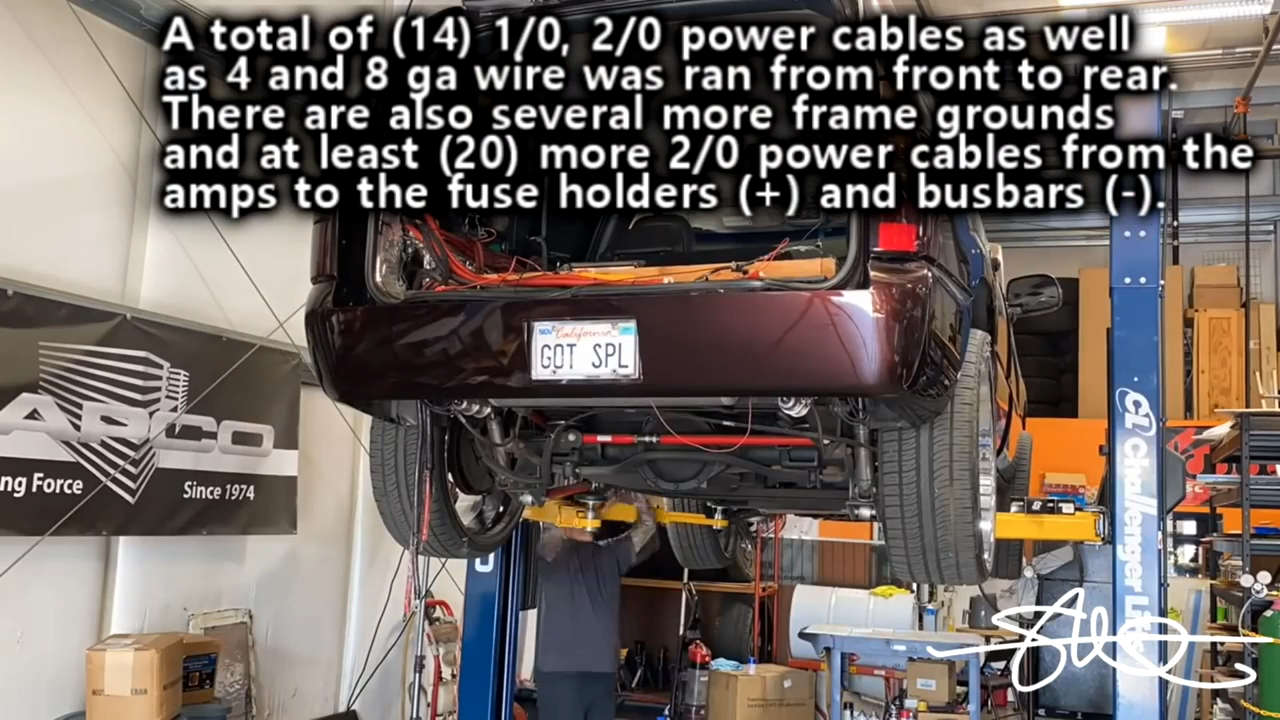 A total of (14) 1/0, 2/0 power cables as well
as 4 and 8 ga wire was ran from front to rear.
There are also several more frame grounds
and at least (20) more 2/0 power cables from the
amps to the fuse holders (+) and busbars (-).
NOV California
GOT SPL
ARCO
ng Force
Since 1974
CL Challenger Lifts